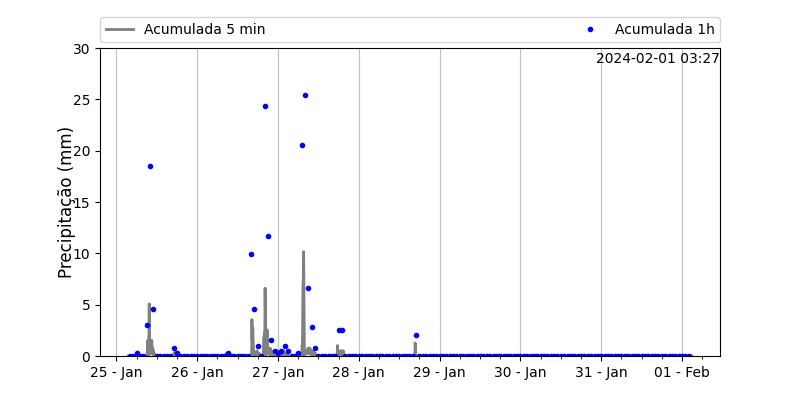 Acumulada 5 min
Acumulada 1h
2024-02-01 03:27
Precipitação (mm)
30
25
20
15
10
5
0
25 - Jan
26 - Jan
27 - Jan
28 - Jan
29 - Jan
30 - Jan
31 - Jan
01 - Feb